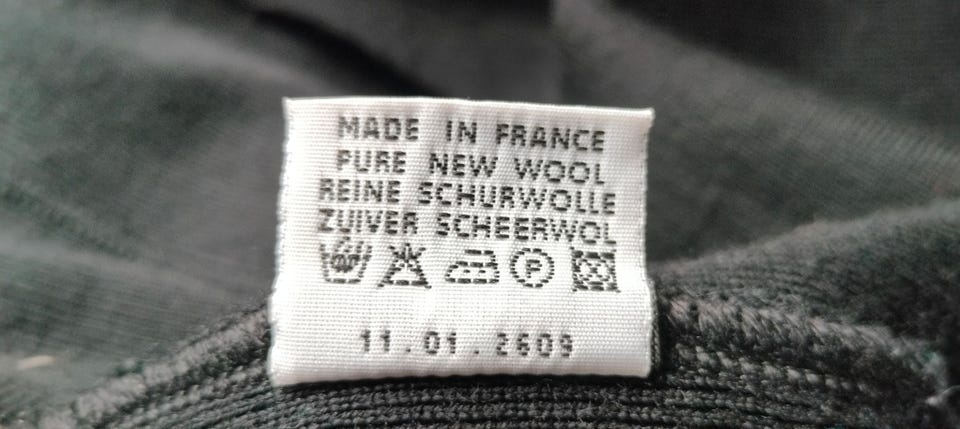 MADE IN FRANCE
PURE NEW WOOL
REINE SCHURWOLLE
ZUIVER SCHEERWOL
P
11.01.2609